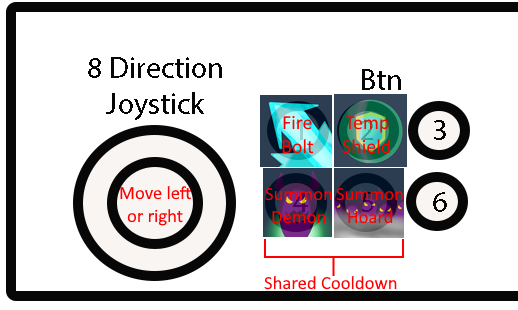 8 Direction
Joystick
Btn
Move left
or right
Fire
Bolt
Temp
Shield
3
Summon
Demon
Summon
Hoard
6
Shared Cooldown